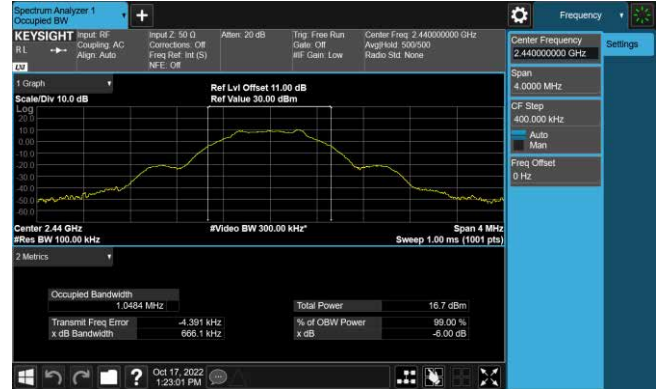 Spectrum Analyzer 1
Occupied BW
+
Frequency
KEYSIGHT
RL
LXI
Input: RF
Coupling: AC
Align: Auto
Input Z: 50 Ω
Corrections: Off
Freq Ref: Int (S)
NFE: Off
Atten: 20 dB
Trig: Free Run
Gate: Off
#IF Gain: Low
Center Freq: 2.440000000 GHz
Avg|Hold: 500/500
Radio Std: None
Center Frequency
2.440000000 GHz
Settings
Span
4.0000 MHz
CF Step
400.000 kHz
Auto
Man
Freq Offset
0 Hz
1 Graph
Scale/Div 10.0 dB
Ref Lvl Offset 11.00 dB
Ref Value 30.00 dBm
Log
20.0
10.0
0.00
-10.0
-20.0
-30.0
-40.0
-50.0
-60.0
Center 2.44 GHz
#Video BW 300.00 kHz*
Span 4 MHz
#Res BW 100.00 kHz
Sweep 1.00 ms (1001 pts)
2 Metrics
Occupied Bandwidth
1.0484 MHz
Total Power 16.7 dBm
Transmit Freq Error -4.391 kHz
% of OBW Power 99.00 %
x dB Bandwidth 666.1 kHz
x dB -6.00 dB
?
Oct 17, 2022
1:23:01 PM